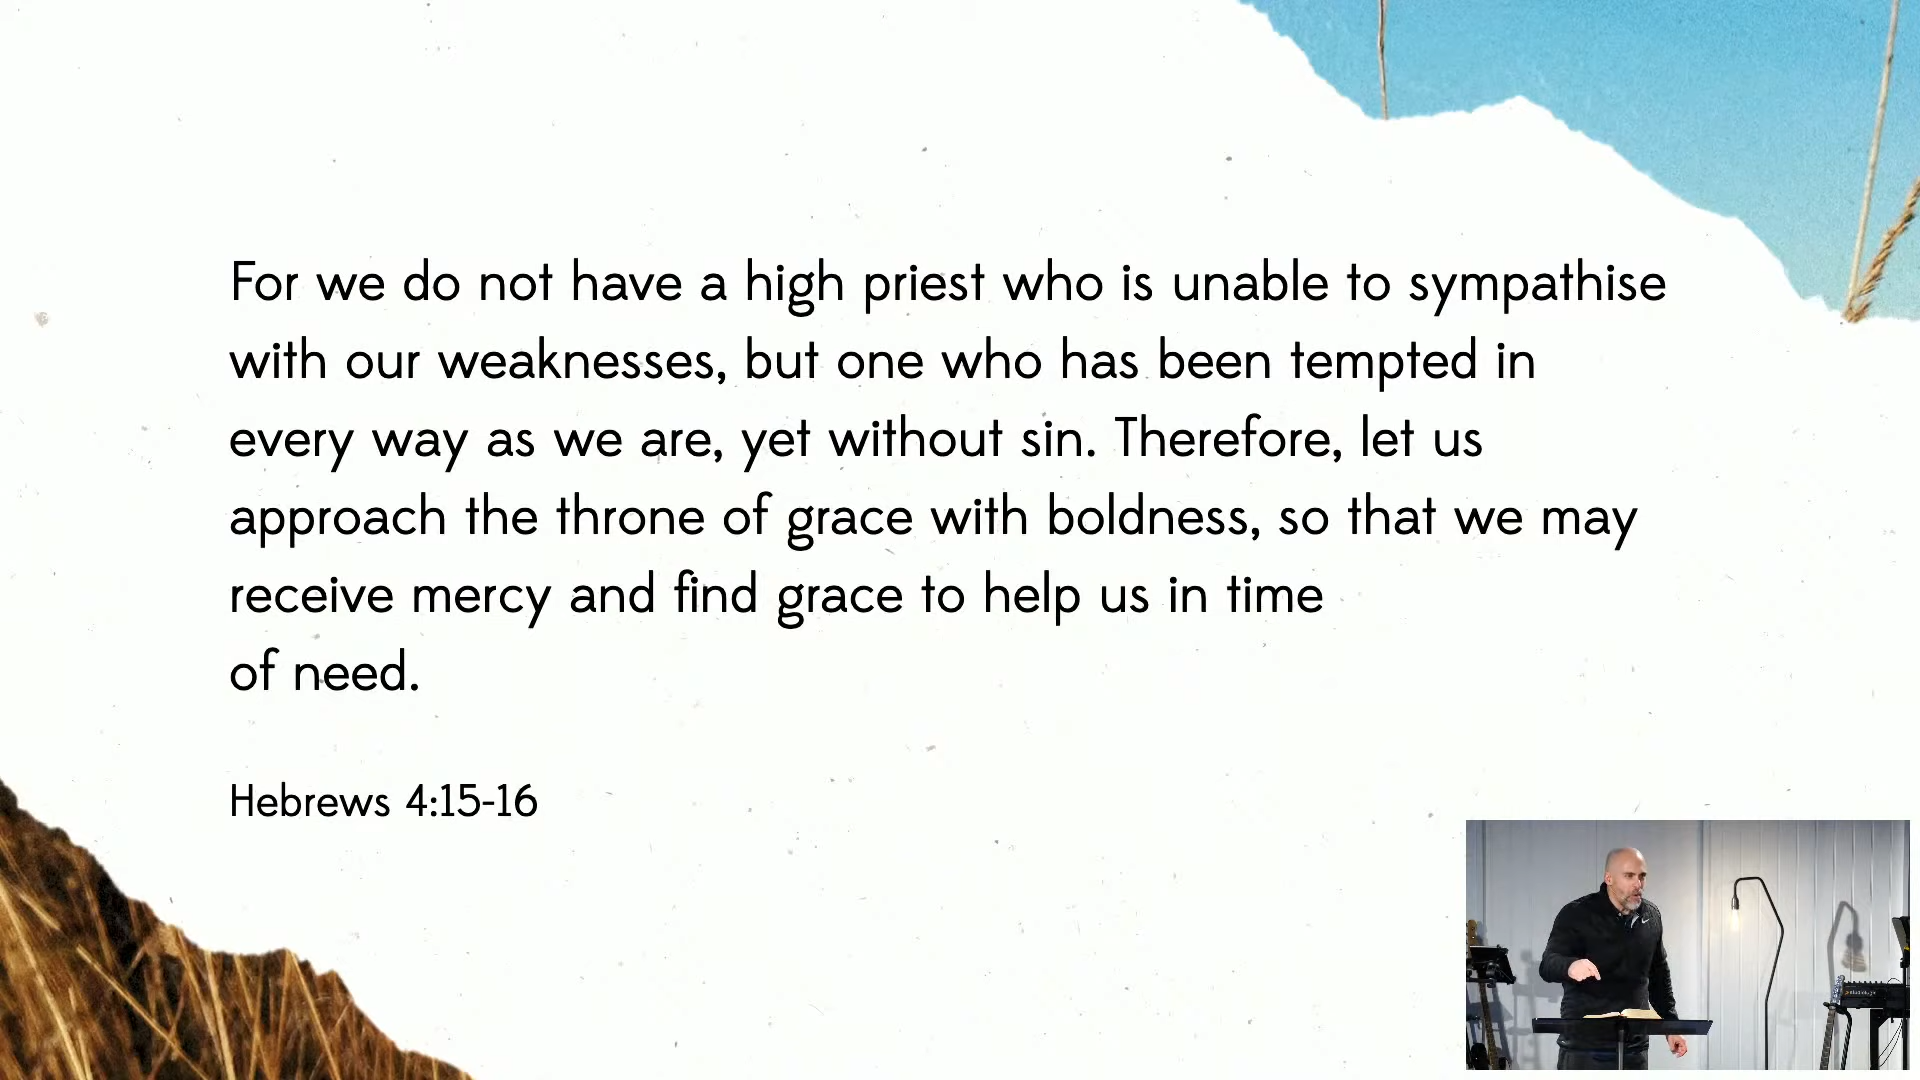 For we do not have a high priest who is unable to sympathise
with our weaknesses, but one who has been tempted in
every way as we are, yet without sin. Therefore, let us
approach the throne of grace with boldness, so that we may
receive mercy and find grace to help us in time
of need.
Hebrews 4:15-16